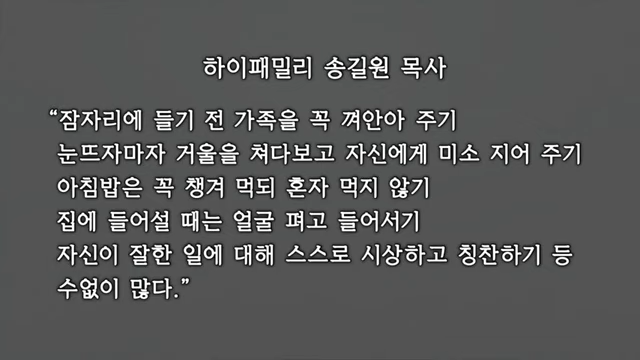 하이패밀리 송길원 목사
“잠자리에 들기 전 가족을 꼭 껴안아 주기
눈뜨자마자 거울을 쳐다보고 자신에게 미소 지어 주기
아침밥은 꼭 챙겨 먹되 혼자 먹지 않기
집에 들어설 때는 얼굴 펴고 들어서기
자신이 잘한 일에 대해 스스로 시상하고 칭찬하기 등
수없이 많다.”